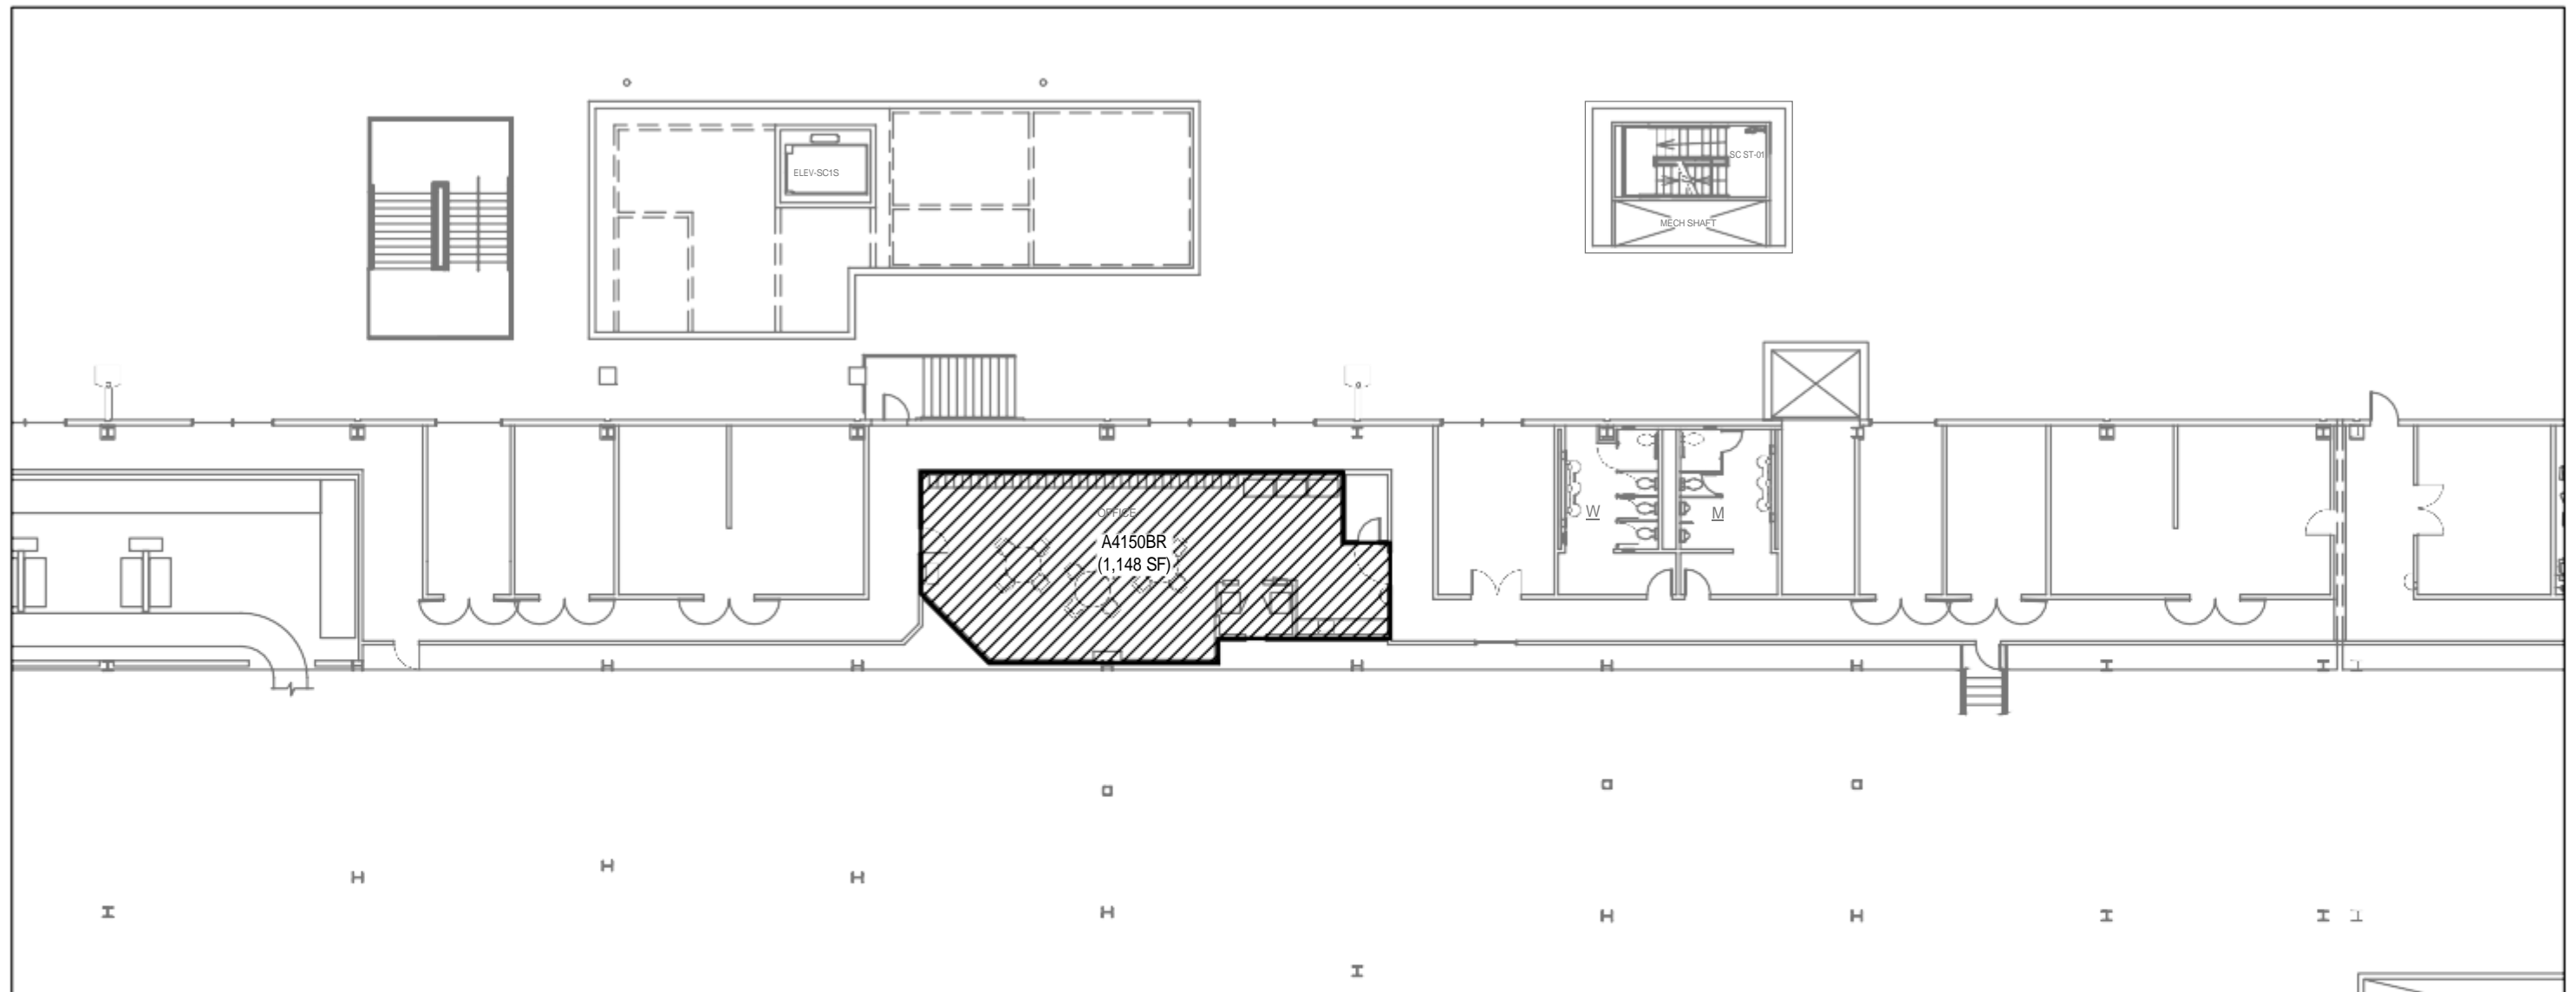 ELEV-SC1S
SC ST-01
MECH SHAFT
OFFICE
A4150BR
(1,148 SF)
W
M